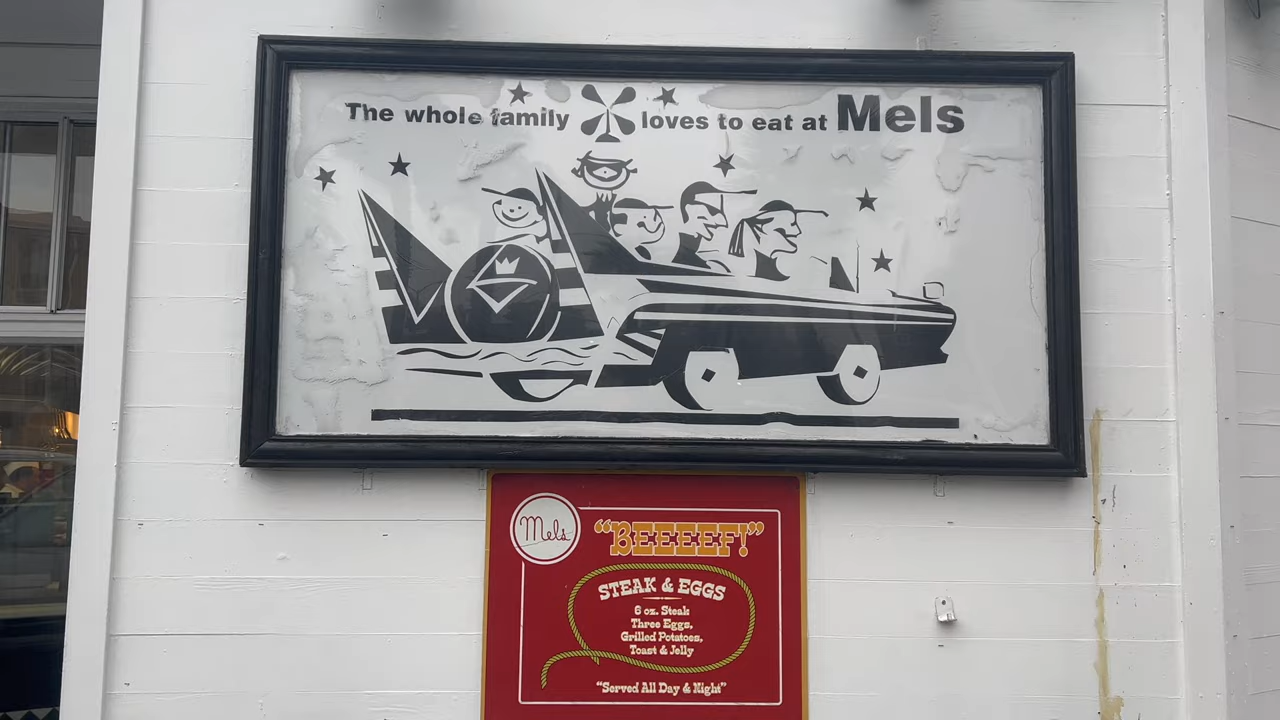 The whole family loves to eat at Mels
Mels
"BEEEEF!"
STEAK & EGGS
6 oz. Steak
Three Eggs,
Grilled Potatoes,
Toast & Jelly
"Served All Day & Night"